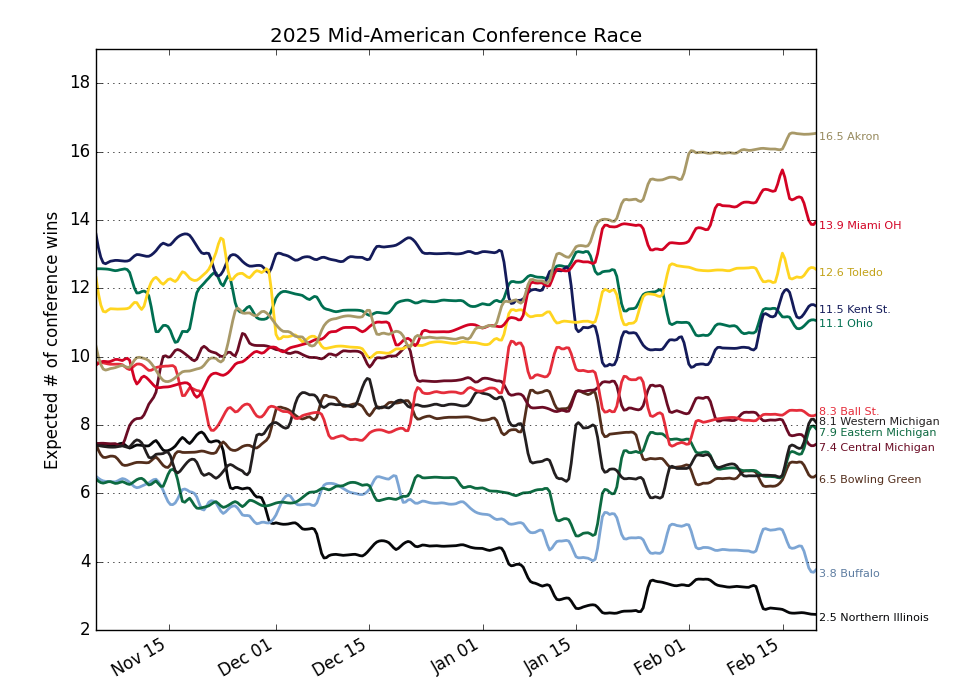 2025 Mid-American Conference Race
Expected # of conference wins
18
16
14
12
10
8
6
4
2
Nov 15
Dec 01
Dec 15
Jan 01
Jan 15
Feb 01
Feb 15
16.5 Akron
13.9 Miami OH
12.6 Toledo
11.5 Kent St.
11.1 Ohio
8.3 Ball St.
8.1 Western Michigan
7.9 Eastern Michigan
7.4 Central Michigan
6.5 Bowling Green
3.8 Buffalo
2.5 Northern Illinois